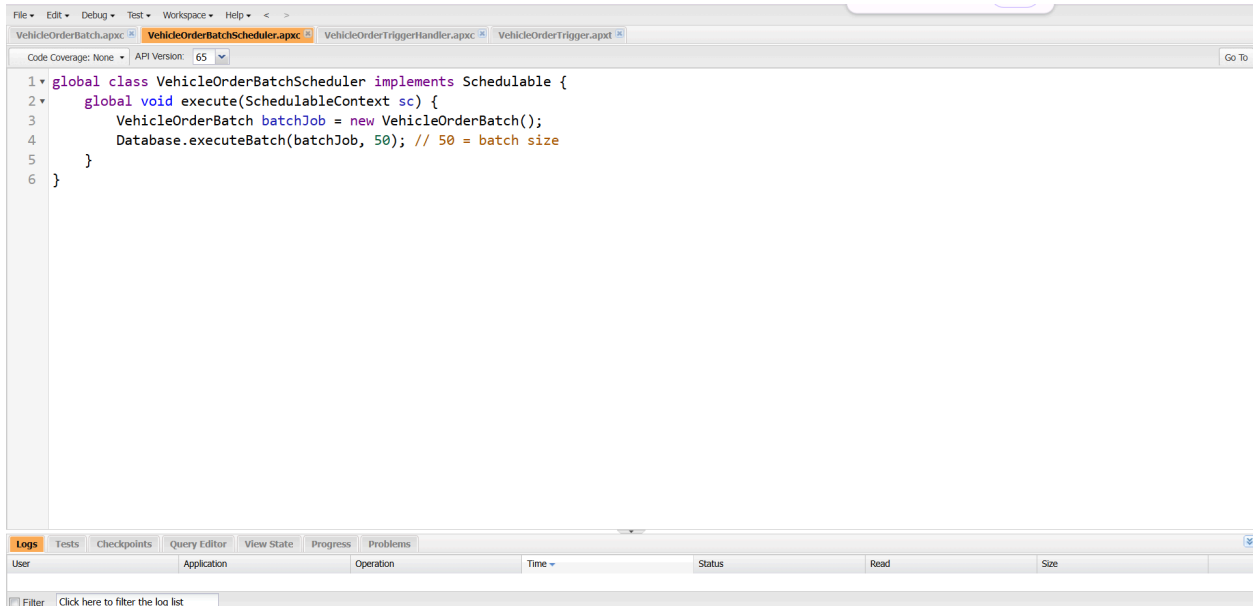 File Edit Debug Test Workspace Help < >
VehicleOrderBatch.apxc VehicleOrderBatchScheduler.apxc VehicleOrderTriggerHandler.apxc VehicleOrderTrigger.apxt
Code Coverage: None API Version: 65 Go To
1 global class VehicleOrderBatchScheduler implements Schedulable {
2 global void execute(SchedulableContext sc) {
3 VehicleOrderBatch batchJob = new VehicleOrderBatch();
4 Database.executeBatch(batchJob, 50); // 50 = batch size
5 }
6 }
Logs Tests Checkpoints Query Editor View State Progress Problems
User Application Operation Time Status Read Size
Filter Click here to filter the log list